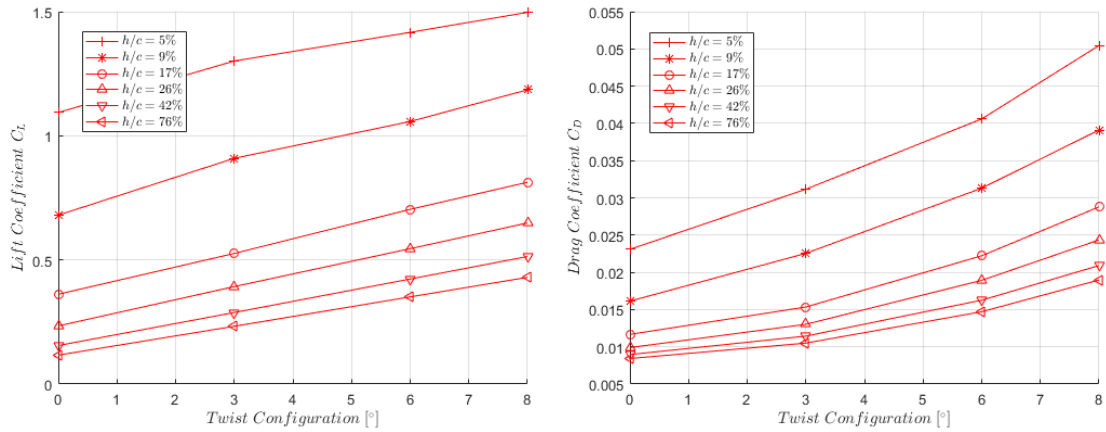 1.5
1
0.5
0
Lift Coefficient C_L
h/c = 5%
h/c = 9%
h/c = 17%
h/c = 26%
h/c = 42%
h/c = 76%
0 1 2 3 4 5 6 7 8
Twist Configuration [°]
0.055
0.05
0.045
0.04
0.035
0.03
0.025
0.02
0.015
0.01
0.005
Drag Coefficient C_D
h/c = 5%
h/c = 9%
h/c = 17%
h/c = 26%
h/c = 42%
h/c = 76%
0 1 2 3 4 5 6 7 8
Twist Configuration [°]